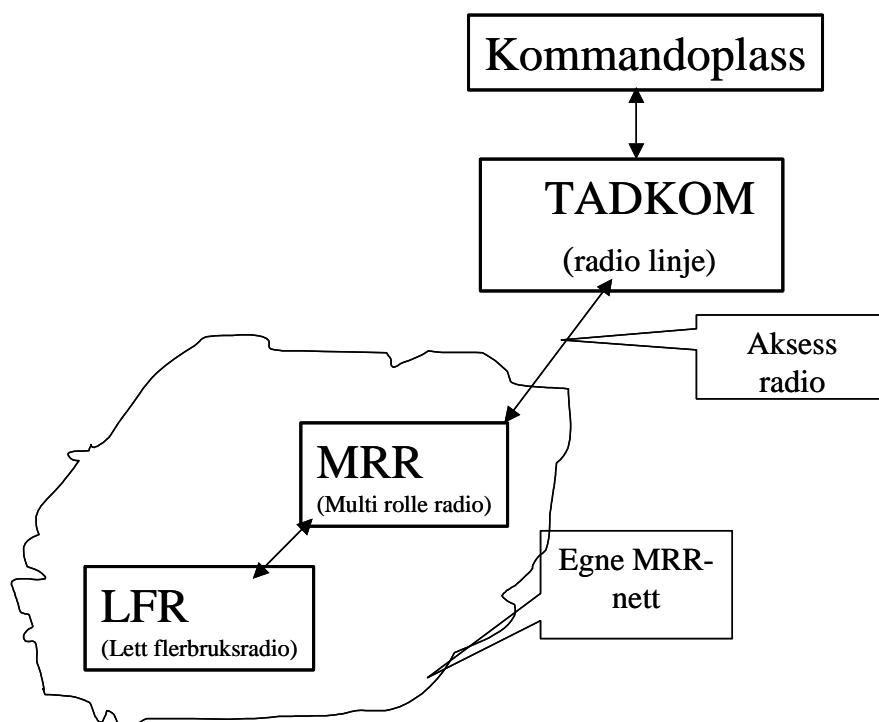 Kommandoplass
TADKOM
(radio linje)
Aksess
radio
MRR
(Multi rolle radio)
Egne MRR-
nett
LFR
(Lett flerbruksradio)